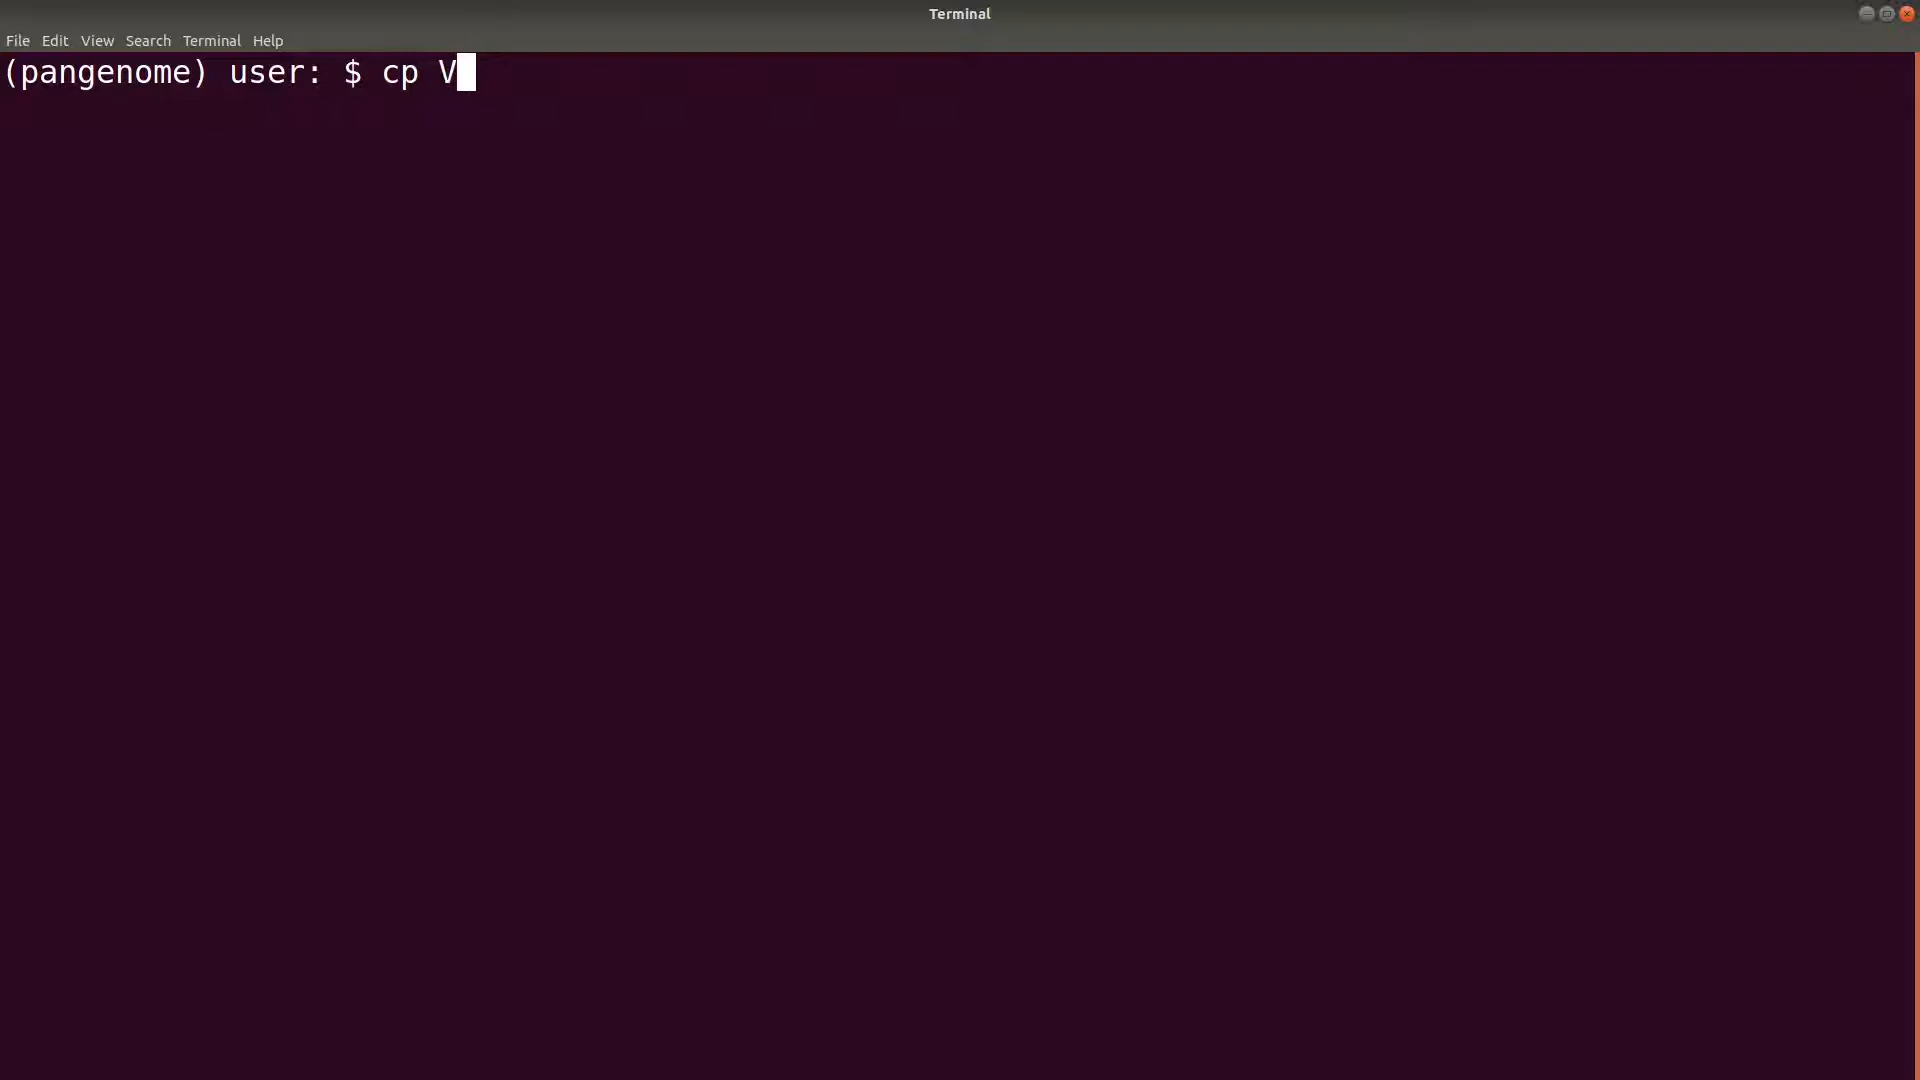 Terminal
File Edit View Search Terminal Help
(pangenome) user: $ cp V